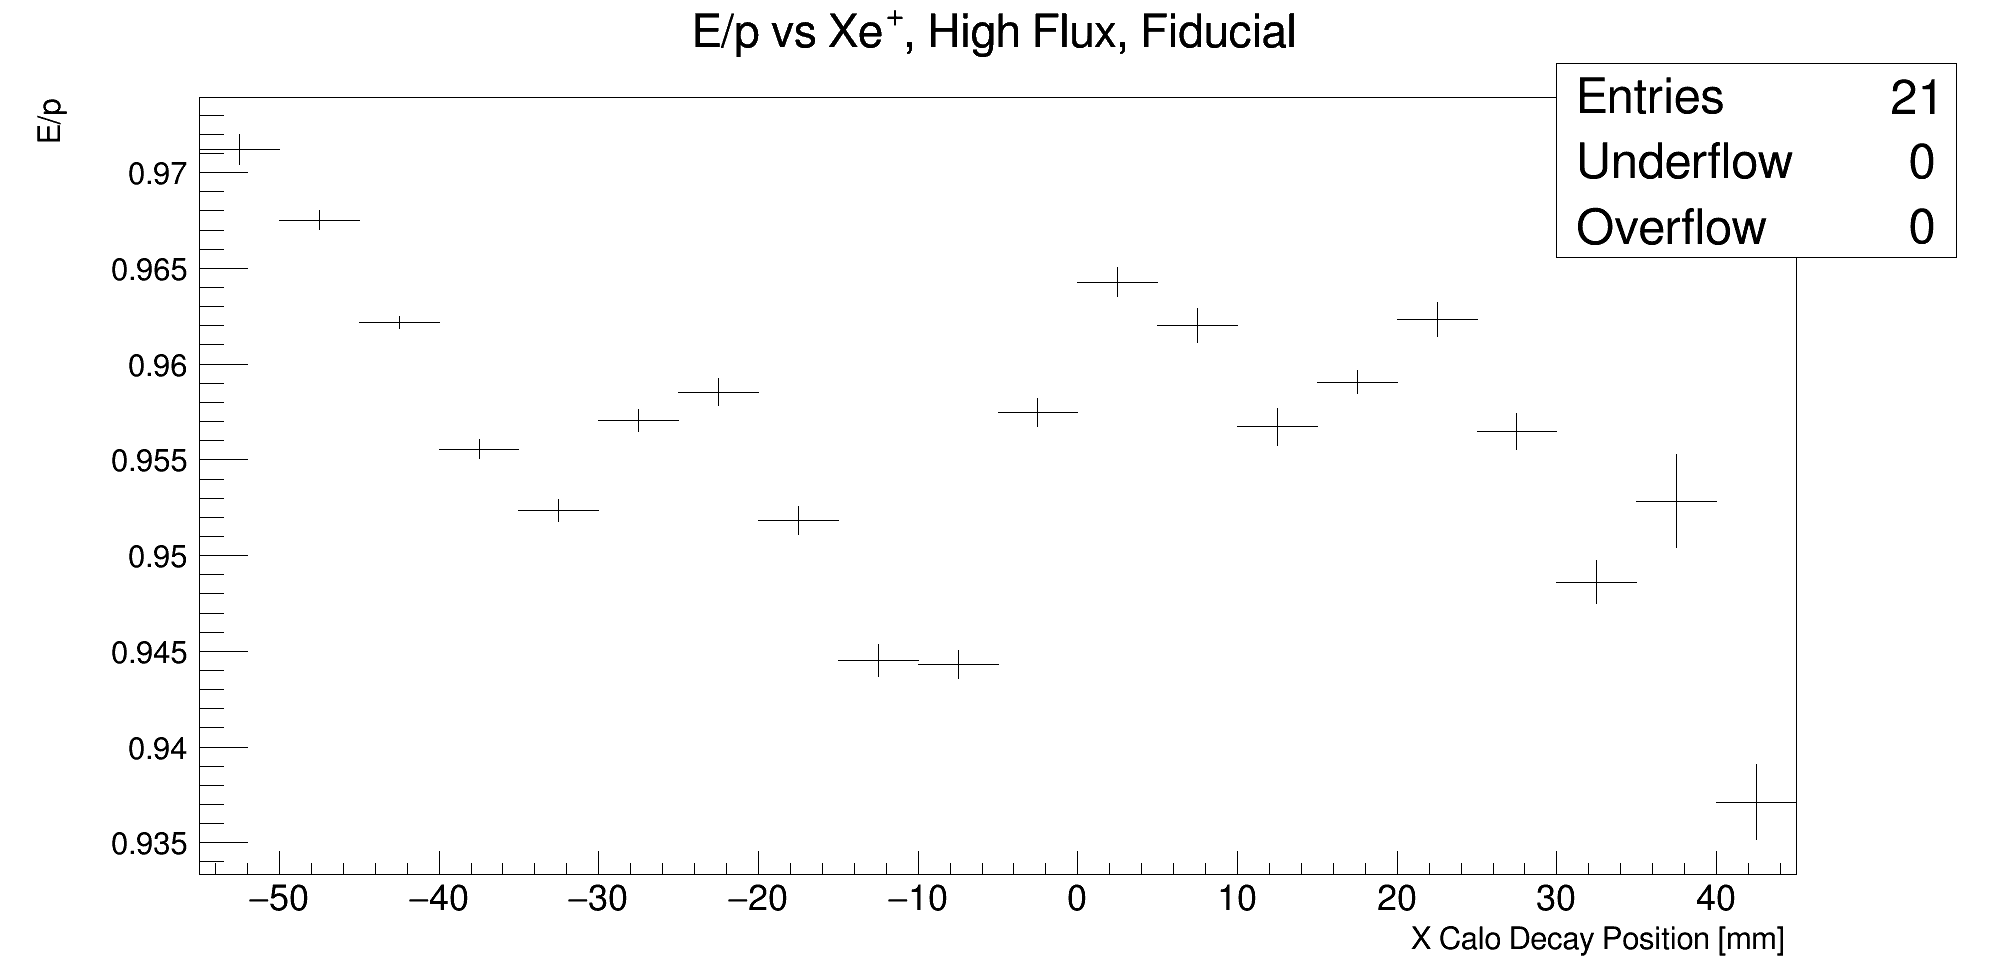 E/p vs Xe⁺, High Flux, Fiducial
E/p
Entries 21
Underflow 0
Overflow 0
0.97
0.965
0.96
0.955
0.95
0.945
0.94
0.935
−50 −40 −30 −20 −10 0 10 20 30 40
X Calo Decay Position [mm]